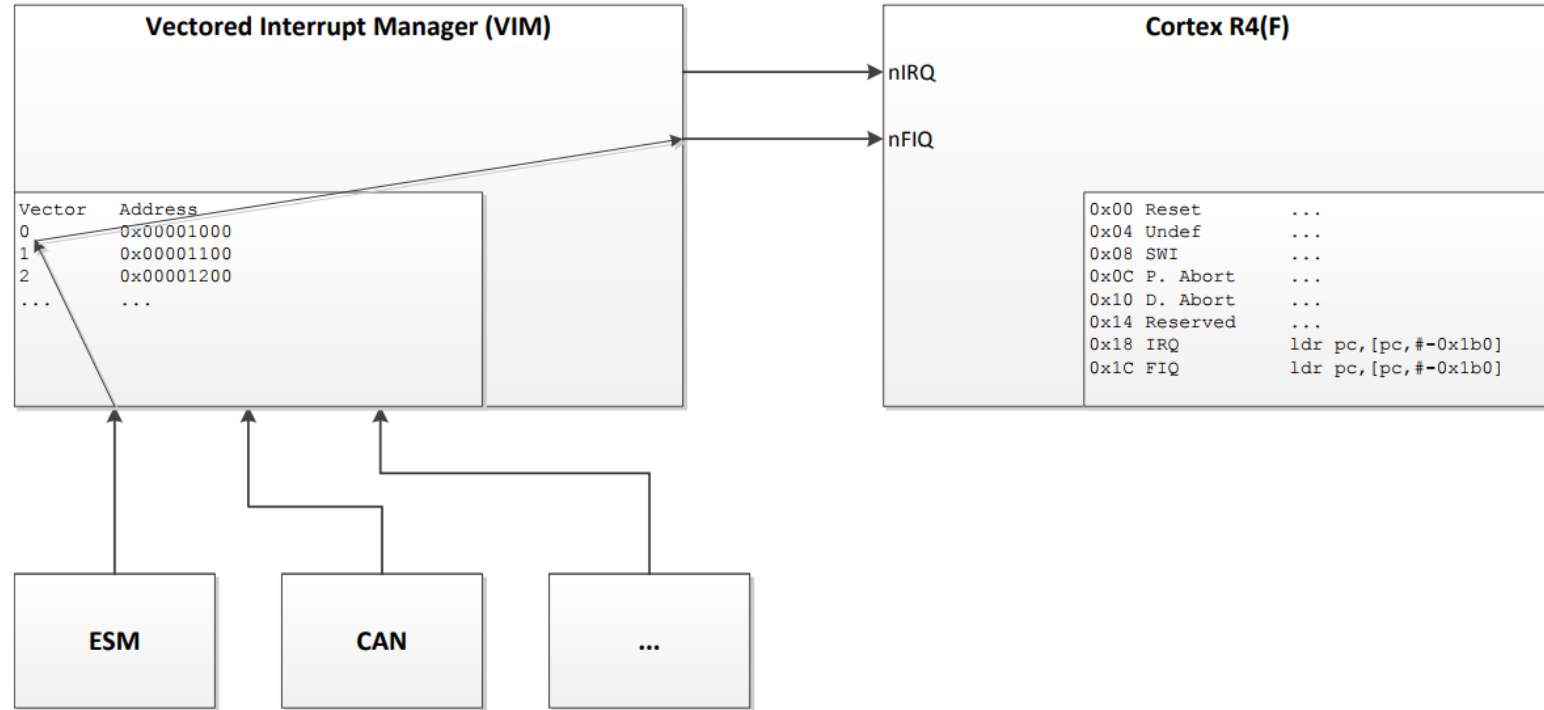 Vectored Interrupt Manager (VIM)
Cortex R4(F)
nIRQ
nFIQ
Vector Address
0 0x00001000
1 0x00001100
2 0x00001200
... ...
0x00 Reset ...
0x04 Undef ...
0x08 SWI ...
0x0C P. Abort ...
0x10 D. Abort ...
0x14 Reserved ...
0x18 IRQ ldr pc,[pc,#-0x1b0]
0x1C FIQ ldr pc,[pc,#-0x1b0]
ESM
CAN
...